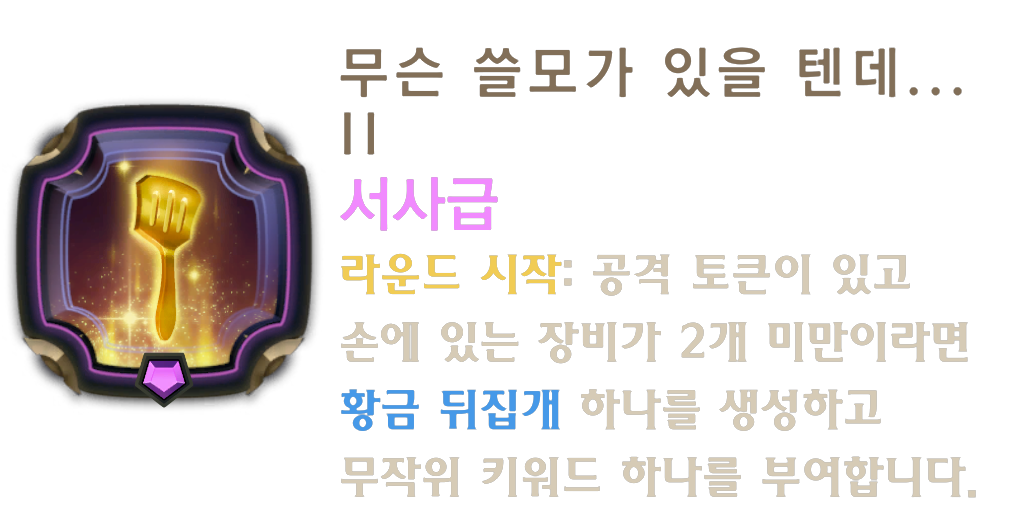 무슨 쓸모가 있을 텐데...
II
서사급
라운드 시작: 공격 토큰이 있고
손에 있는 장비가 2개 미만이라면
황금 뒤집개 하나를 생성하고
무작위 키워드 하나를 부여합니다.